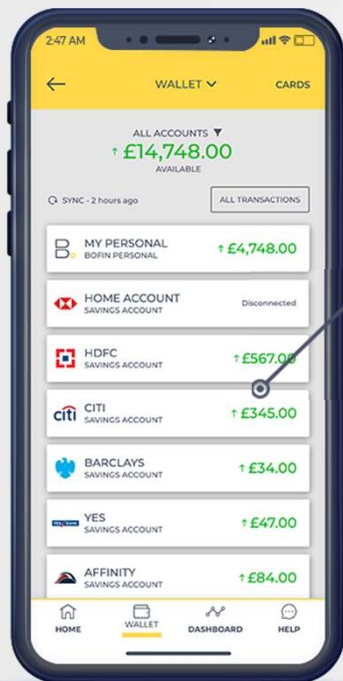 2:47 AM
WALLET
CARDS
ALL ACCOUNTS
£14,748.00
AVAILABLE
SYNC - 2 hours ago
ALL TRANSACTIONS
B.
MY PERSONAL
£4,748.00
BOFIN PERSONAL
HOME ACCOUNT
Disconnected
SAVINGS ACCOUNT
HDFC
£567.00
SAVINGS ACCOUNT
citi
CITI
£345.00
SAVINGS ACCOUNT
BARCLAYS
£34.00
SAVINGS ACCOUNT
YES BANK
YES
£47.00
SAVINGS ACCOUNT
AFFINITY
£84.00
SAVINGS ACCOUNT
HOME
WALLET
DASHBOARD
HELP